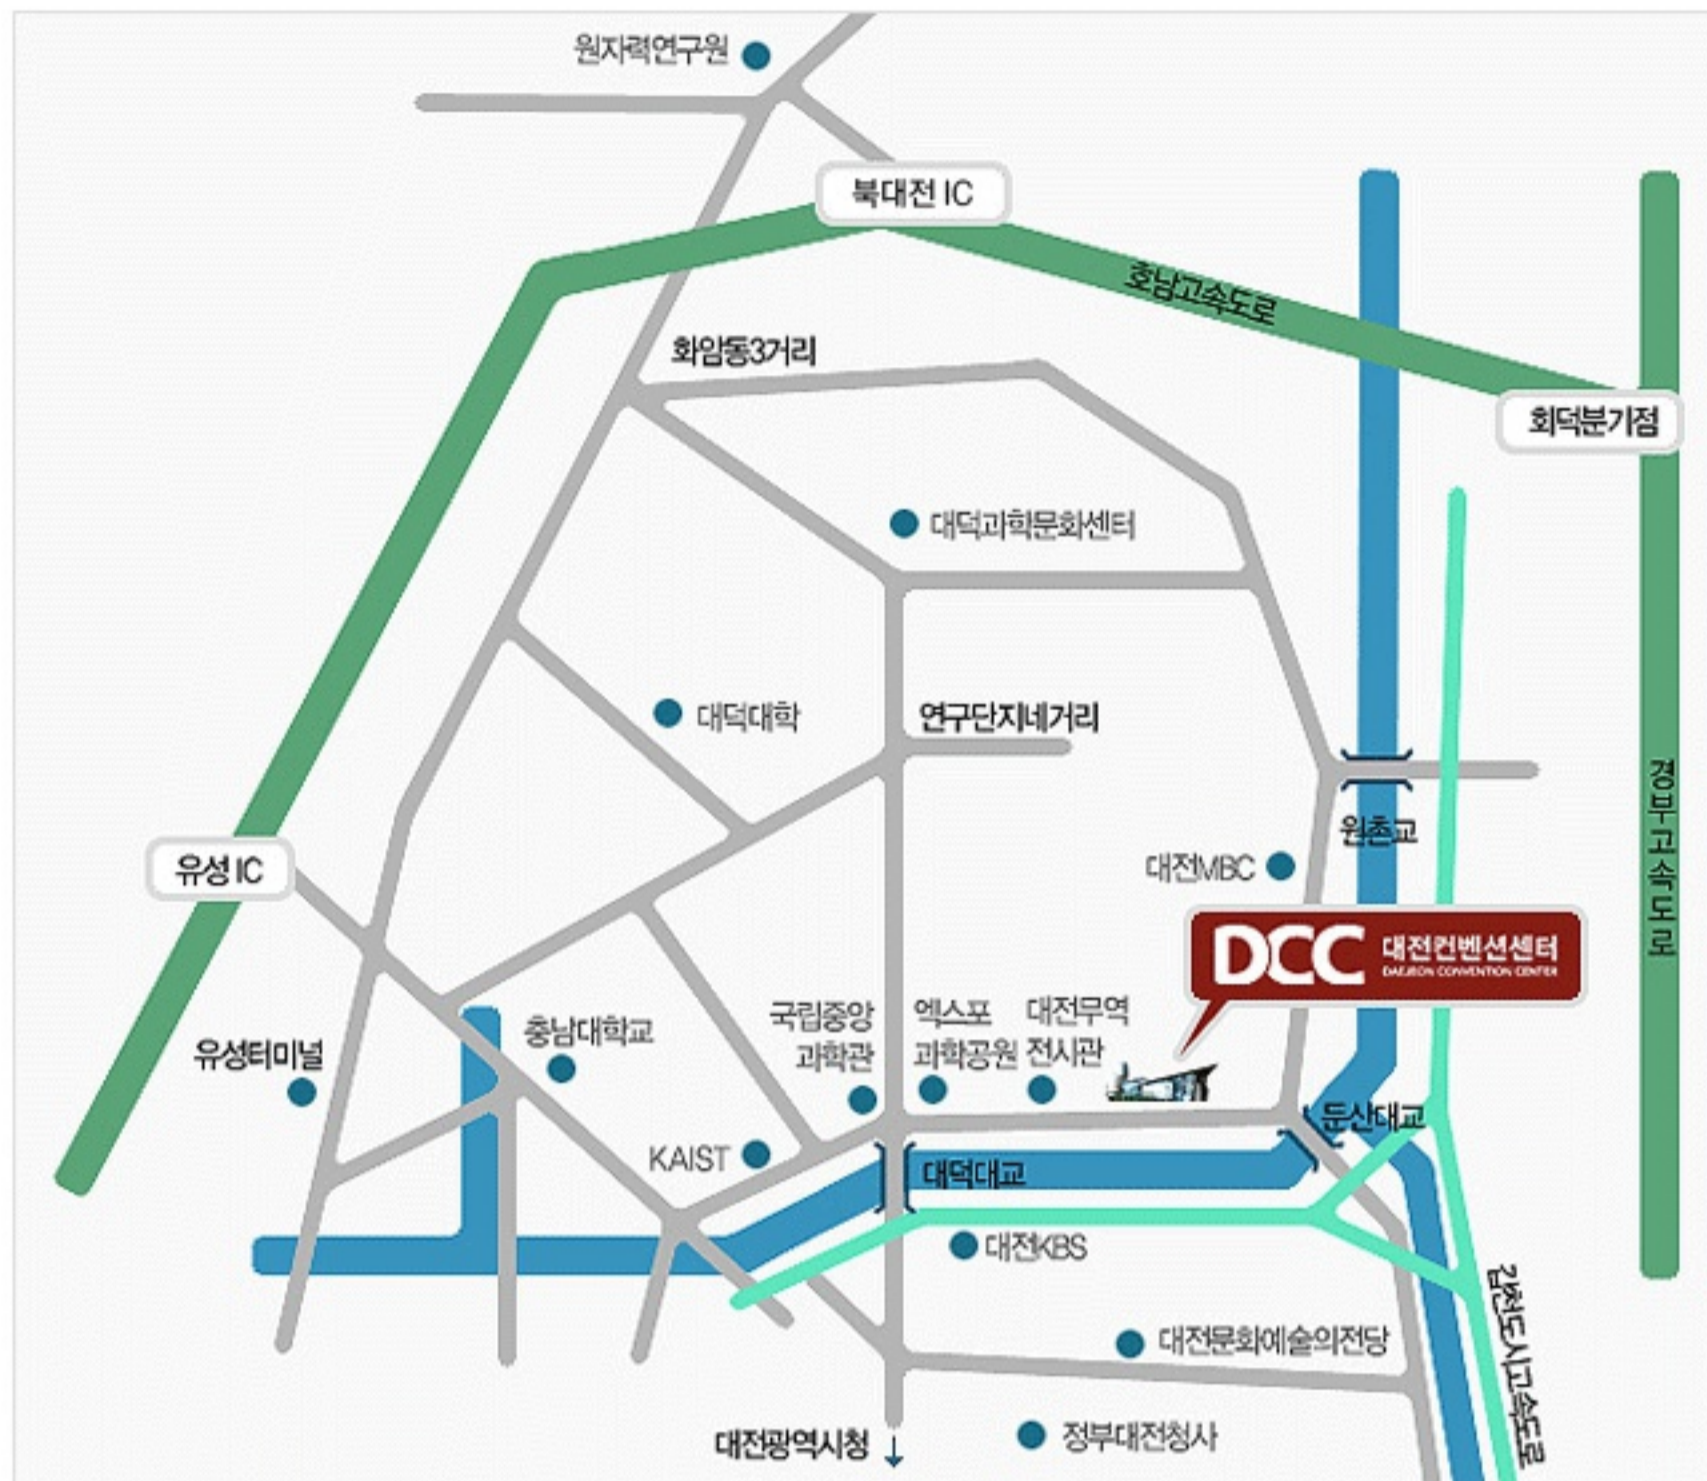 원자력연구원
북대전 IC
호남고속도로
화암동3거리
회덕분기점
대덕과학문화센터
대덕대학
연구단지네거리
경부고속도로
원촌교
유성 IC
대전MBC
DCC 대전컨벤션센터
DAEJEON CONVENTION CENTER
국립중앙
과학관
엑스포
과학공원
대전무역
전시관
충남대학교
유성터미널
둔산대교
KAIST
대덕대교
대전KBS
갑천도시고속도로
대전문화예술의전당
대전광역시청
정부대전청사